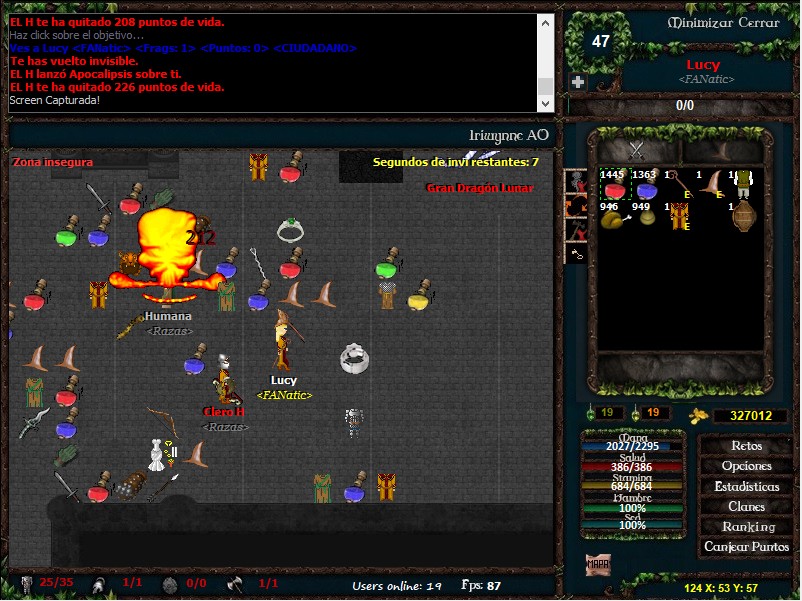 EL H te ha quitado 208 puntos de vida.
Haz click sobre el objetivo...
Ves a Lucy <FANatic> <Frags: 1> <Puntos: 0> <CIUDADANO>
Te has vuelto invisible.
EL H lanzó Apocalipsis sobre ti.
EL H te ha quitado 226 puntos de vida.
Screen Capturada!
Minimizar Cerrar
47
Lucy
<FANatic>
0/0
Iriwynne AO
Zona insegura
Segundos de invi restantes: 7
Gran Dragón Lunar
212
Humana
<Razas>
Lucy
<FANatic>
Clero H
<Razas>
1445 1363 1 1 1
E E
946 949 1 1
E
19 19 327012
Mana
2027/2295
Salud
386/386
Stamina
684/684
Hambre
100%
Sed
100%
Retos
Opciones
Estadísticas
Clanes
Ranking
Canjear Puntos
MAPA
25/35 1/1 0/0 1/1 Users online: 19 Fps: 87
124 X: 53 Y: 57